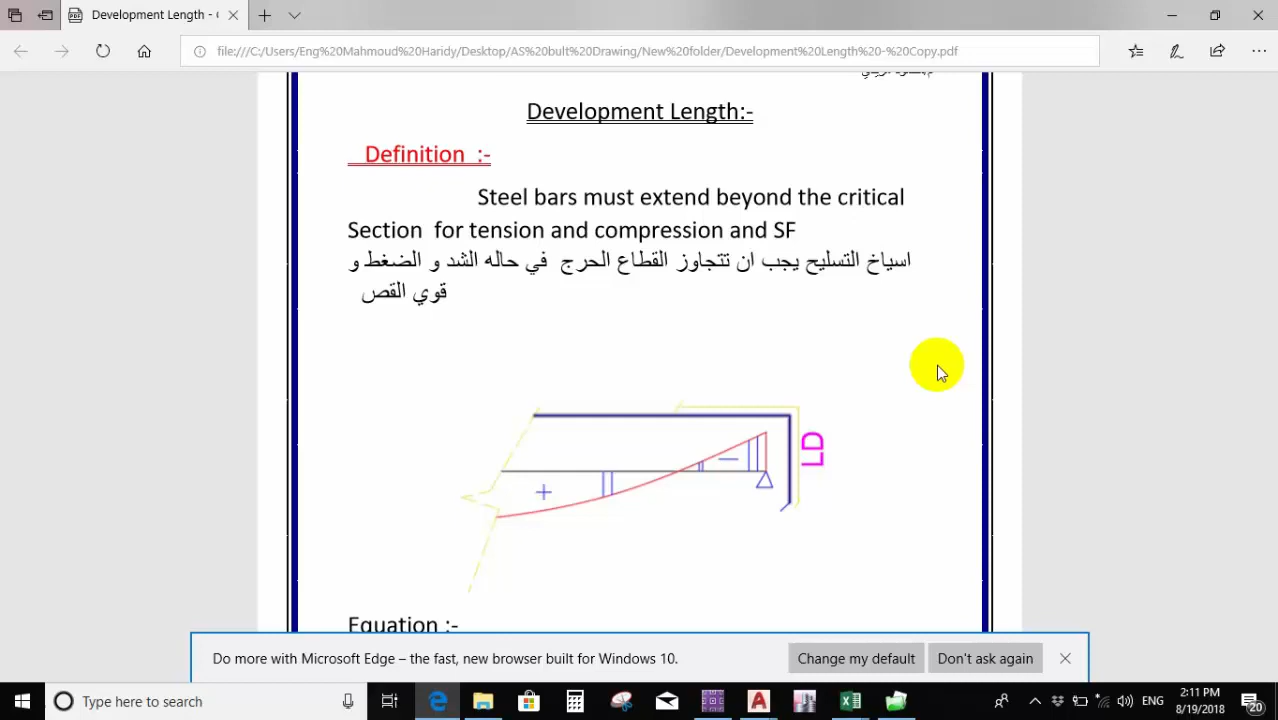 Development Length - C
file:///C:/Users/Eng%20Mahmoud%20Haridy/Desktop/AS%20bult%20Drawing/New%20folder/Development%20Length%20-%20Copy.pdf
Development Length:-
Definition :-
Steel bars must extend beyond the critical
Section for tension and compression and SF
اسياخ التسليح يجب ان تتجاوز القطاع الحرج في حاله الشد و الضغط و
قوي القص
LD
Equation :-
Do more with Microsoft Edge – the fast, new browser built for Windows 10.
Change my default
Don't ask again
Type here to search
ENG
2:11 PM
8/19/2018
20